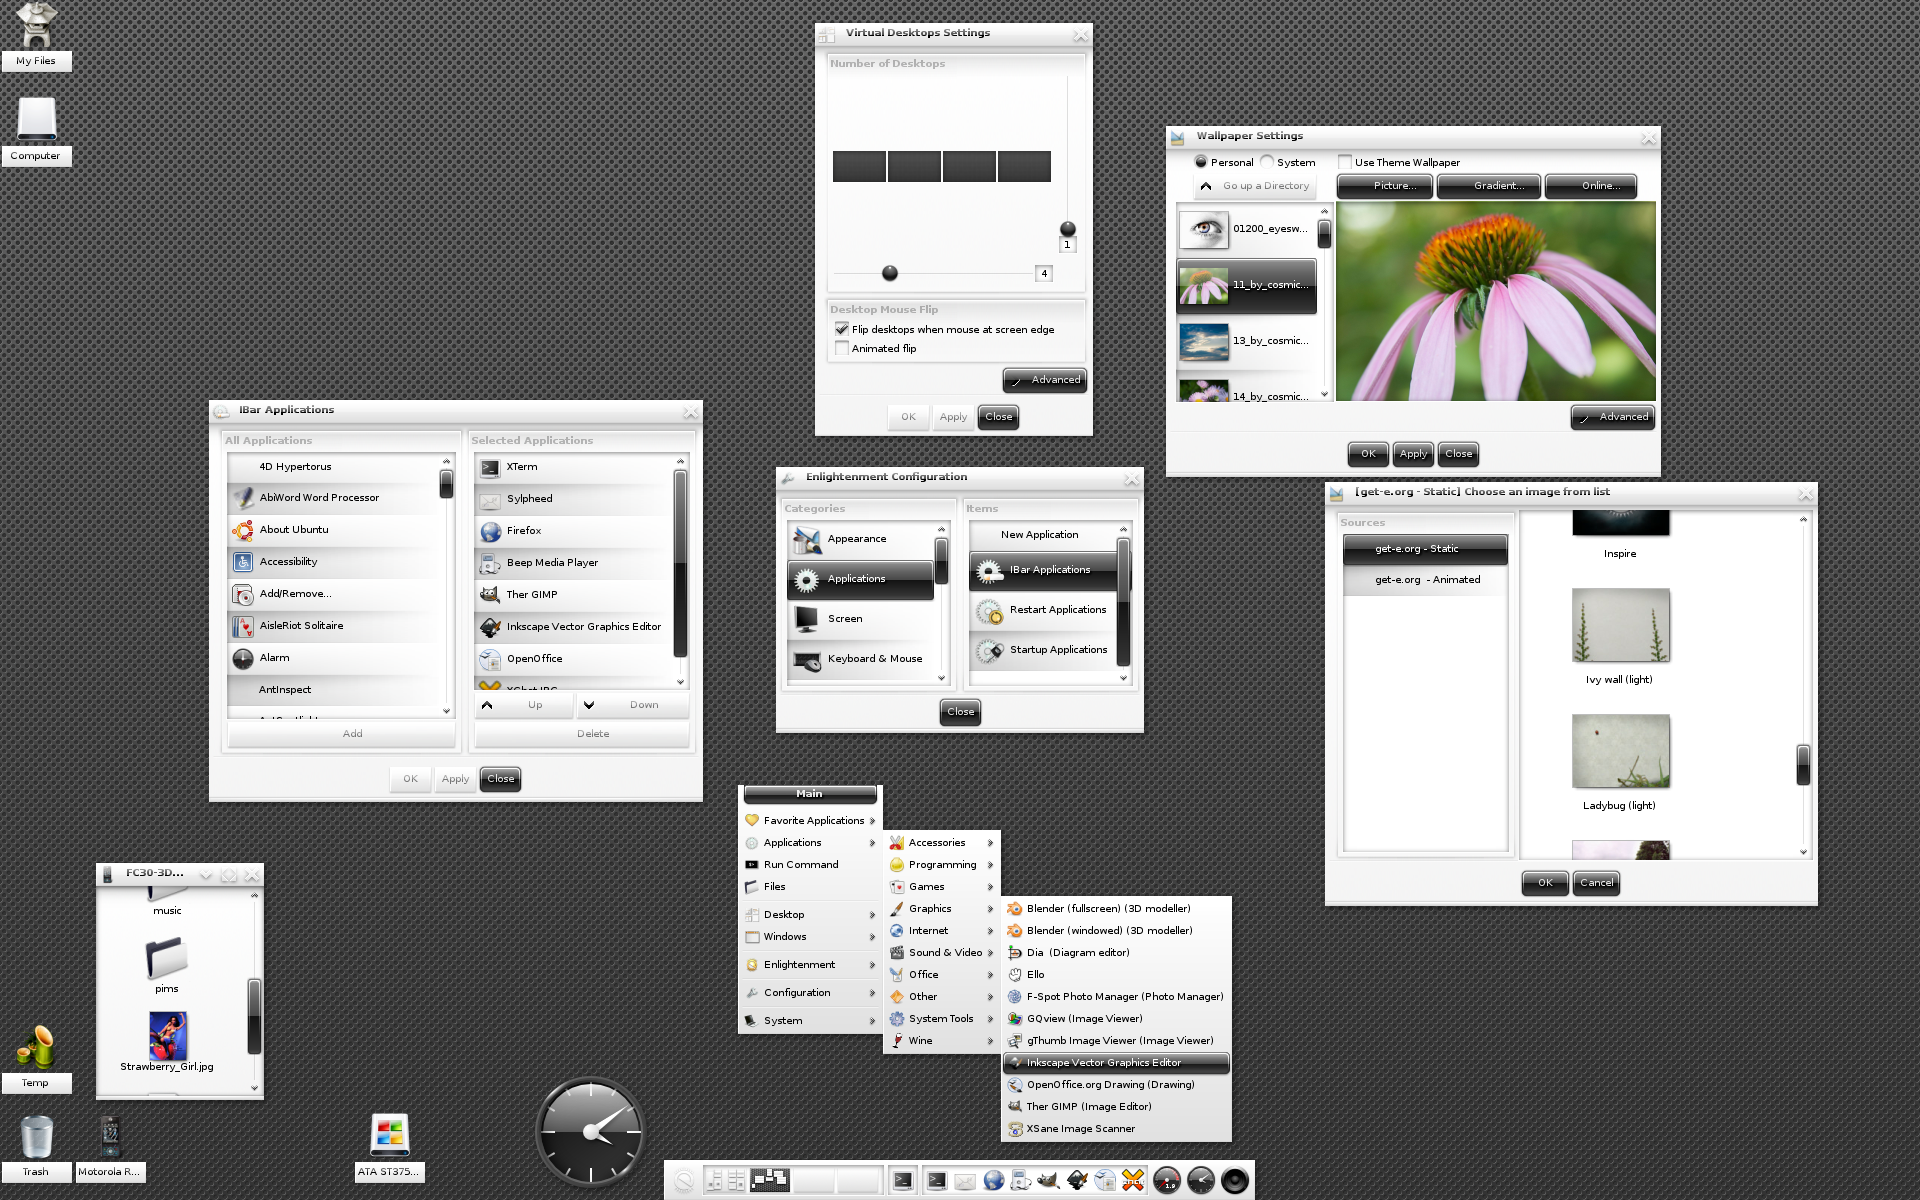 My Files
Computer
Virtual Desktops Settings
Number of Desktops
1
4
Desktop Mouse Flip
Flip desktops when mouse at screen edge
Animated flip
Advanced
OK Apply Close
Wallpaper Settings
Personal System Use Theme Wallpaper
Go up a Directory Picture... Gradient... Online...
01200_eyesw...
11_by_cosmic...
13_by_cosmic...
14_by_cosmic...
Advanced
OK Apply Close
IBar Applications
All Applications
4D Hypertorus
AbiWord Word Processor
About Ubuntu
Accessibility
Add/Remove...
AisleRiot Solitaire
Alarm
AntInspect
Add
Selected Applications
XTerm
Sylpheed
Firefox
Beep Media Player
Ther GIMP
Inkscape Vector Graphics Editor
OpenOffice
XChat IRC
Up Down
Delete
OK Apply Close
Enlightenment Configuration
Categories
Appearance
Applications
Screen
Keyboard & Mouse
Items
New Application
IBar Applications
Restart Applications
Startup Applications
Close
[get-e.org - Static] Choose an image from list
Sources
get-e.org - Static
get-e.org - Animated
Inspire
Ivy wall (light)
Ladybug (light)
OK Cancel
Main
Favorite Applications
Applications
Run Command
Files
Desktop
Windows
Enlightenment
Configuration
System
Accessories
Programming
Games
Graphics
Internet
Sound & Video
Office
Other
System Tools
Wine
Blender (fullscreen) (3D modeller)
Blender (windowed) (3D modeller)
Dia (Diagram editor)
Ello
F-Spot Photo Manager (Photo Manager)
GQview (Image Viewer)
gThumb Image Viewer (Image Viewer)
Inkscape Vector Graphics Editor
OpenOffice.org Drawing (Drawing)
Ther GIMP (Image Editor)
XSane Image Scanner
FC30-3D...
music
pims
Strawberry_Girl.jpg
Temp
Trash
Motorola R...
ATA ST375...
1.9